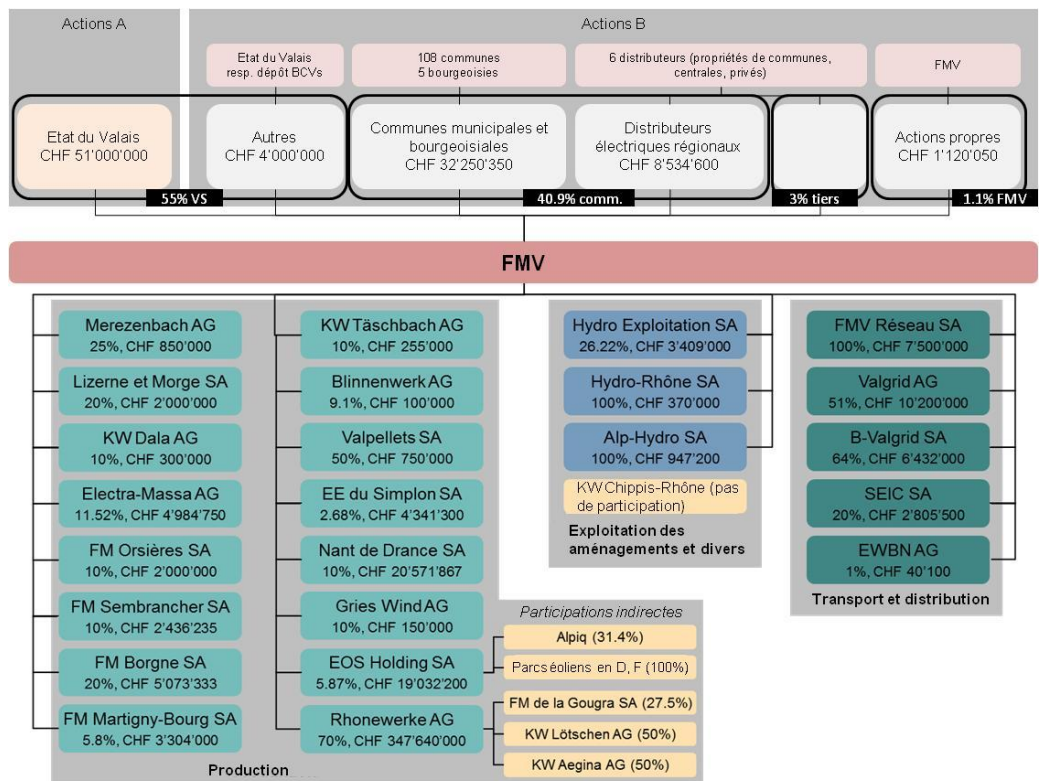 Actions A
Actions B
Etat du Valais
resp. dépôt BCVs
108 communes
5 bourgeoisies
6 distributeurs (propriétés de communes,
centrales, privés)
FMV
Etat du Valais
CHF 51'000'000
Autres
CHF 4'000'000
Communes municipales et
bourgeoisiales
CHF 32'250'350
Distributeurs
électriques régionaux
CHF 8'534'600
Actions propres
CHF 1'120'050
55% VS
40.9% comm.
3% tiers
1.1% FMV
FMV
Merezenbach AG
25%, CHF 850'000
Lizerne et Morge SA
20%, CHF 2'000'000
KW Dala AG
10%, CHF 300'000
Electra-Massa AG
11.52%, CHF 4'984'750
FM Orsières SA
10%, CHF 2'000'000
FM Sembrancher SA
10%, CHF 2'436'235
FM Borgne SA
20%, CHF 5'073'333
FM Martigny-Bourg SA
5.8%, CHF 3'304'000
KW Täschbach AG
10%, CHF 255'000
Blinnenwerk AG
9.1%, CHF 100'000
Valpellets SA
50%, CHF 750'000
EE du Simplon SA
2.68%, CHF 4'341'300
Nant de Drance SA
10%, CHF 20'571'867
Gries Wind AG
10%, CHF 150'000
EOS Holding SA
5.87%, CHF 19'032'200
Rhonewerke AG
70%, CHF 347'640'000
Production
Participations indirectes
Alpiq (31.4%)
Parcs éoliens en D, F (100%)
FM de la Gougra SA (27.5%)
KW Lötschen AG (50%)
KW Aegina AG (50%)
Hydro Exploitation SA
26.22%, CHF 3'409'000
Hydro-Rhône SA
100%, CHF 370'000
Alp-Hydro SA
100%, CHF 947'200
KW Chippis-Rhône (pas
de participation)
Exploitation des
aménagements et divers
FMV Réseau SA
100%, CHF 7'500'000
Valgrid AG
51%, CHF 10'200'000
B-Valgrid SA
64%, CHF 6'432'000
SEIC SA
20%, CHF 2'805'500
EWBN AG
1%, CHF 40'100
Transport et distribution